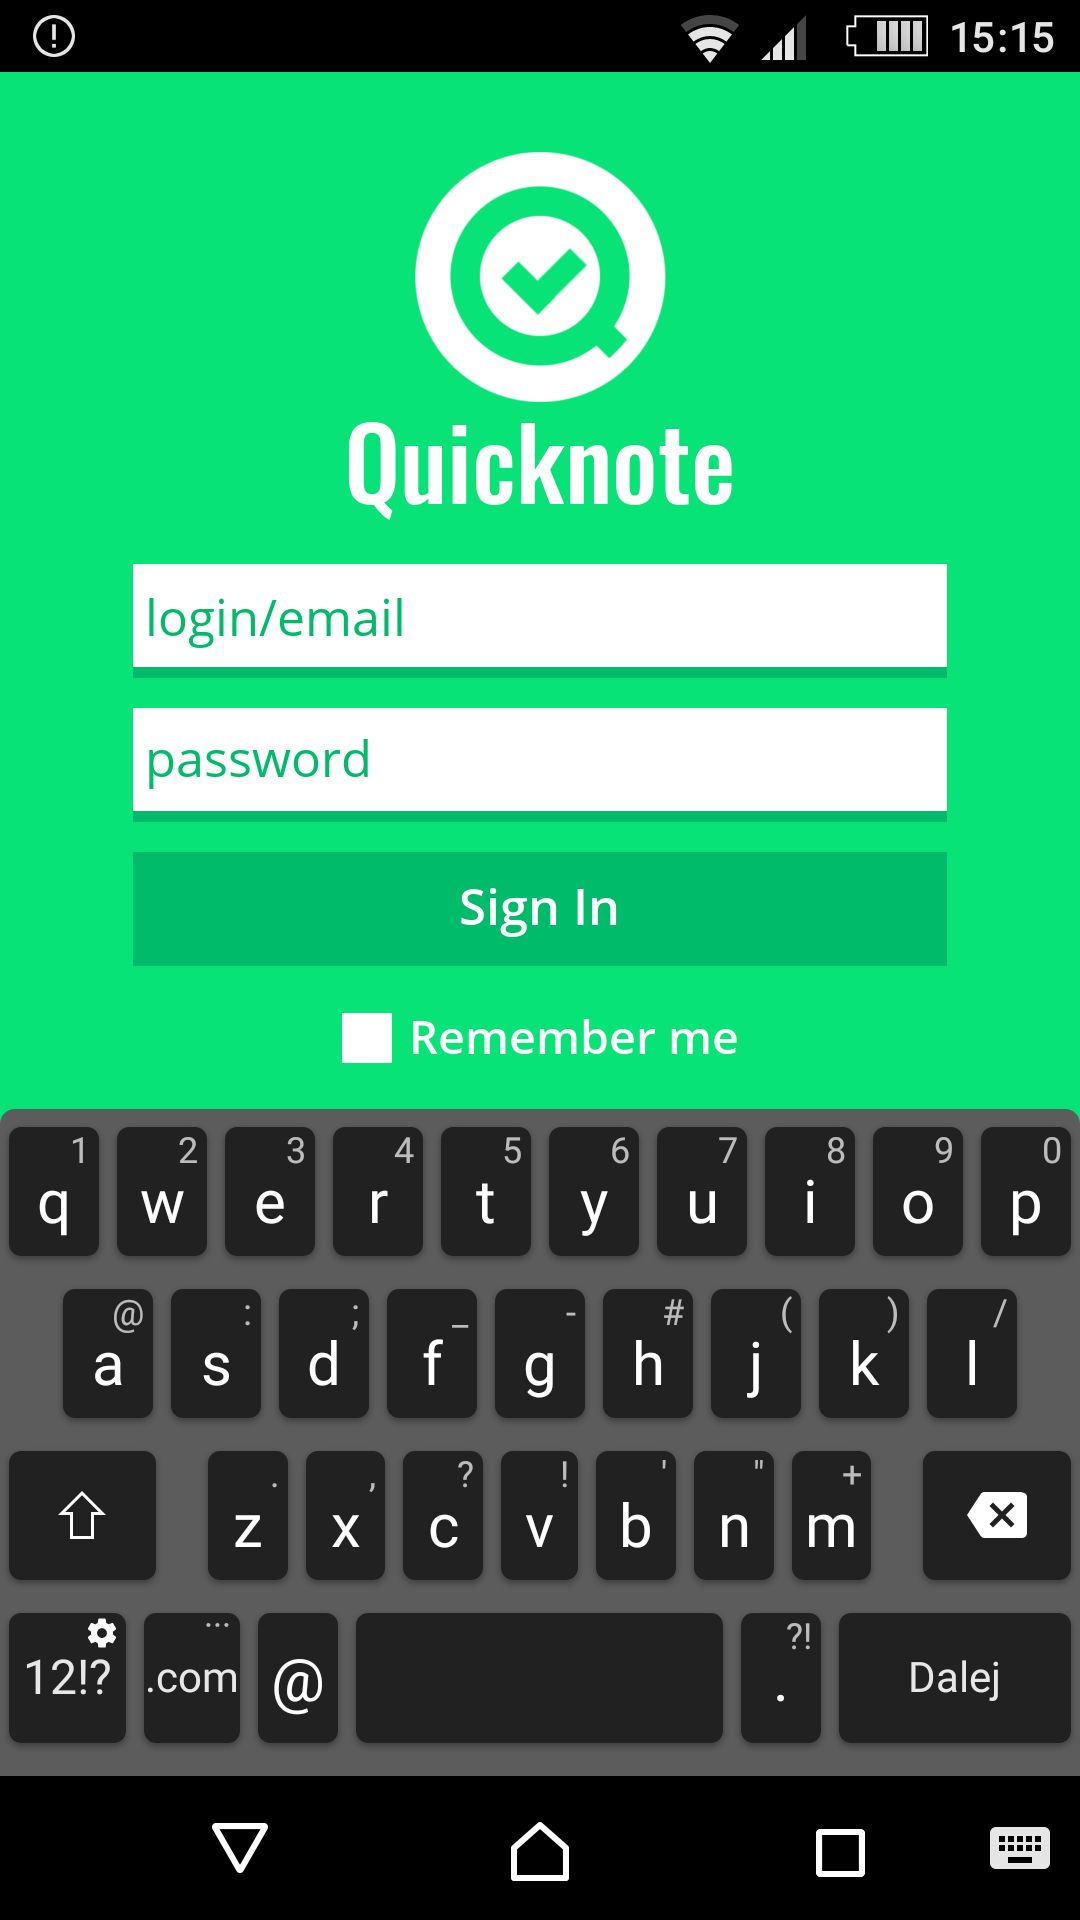 15:15
Quicknote
login/email
password
Sign In
Remember me
1 2 3 4 5 6 7 8 9 0
q w e r t y u i o p
@ : ; _ - # ( ) /
a s d f g h j k l
. , ? ! ' " +
z x c v b n m
... ?!
12!? .com @ . Dalej